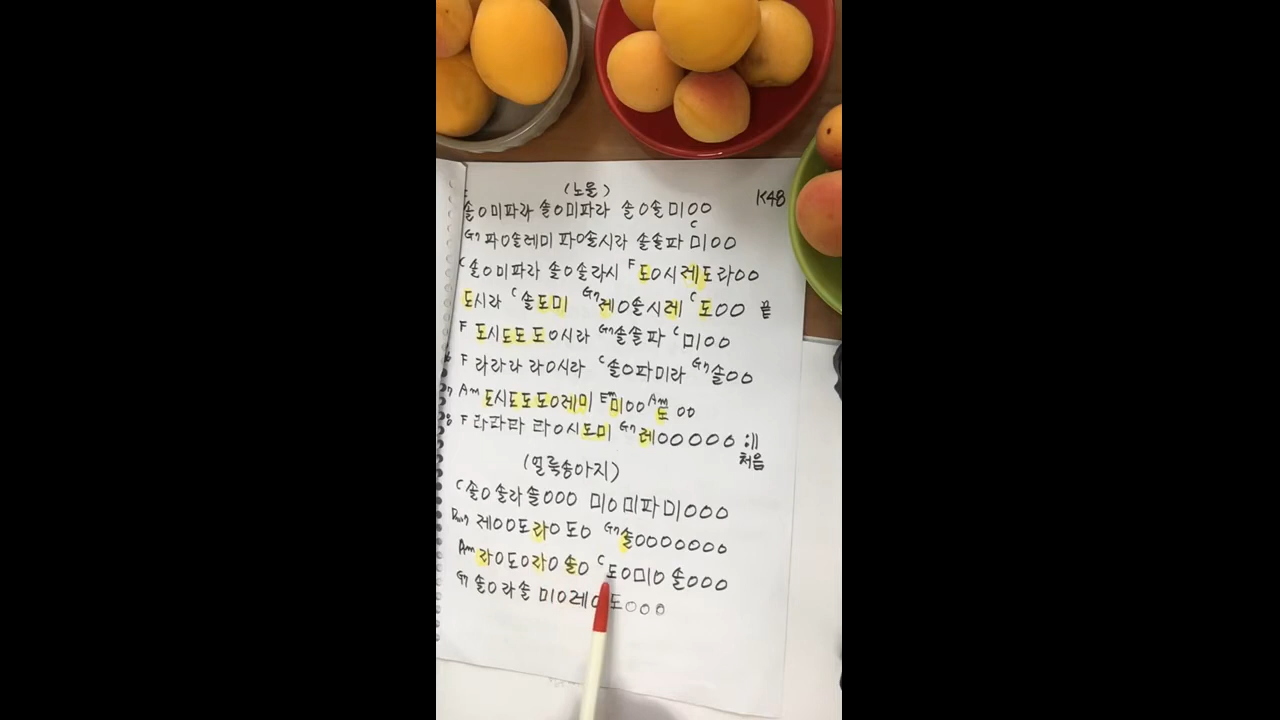 (노을)
K48
솔0미파라 솔0미파라 솔0솔미00
G7 파0솔레미 파0솔시라 솔솔파 C 미00
C 솔0미파라 솔0솔라시 F 도0시레도라00
도시라 C 솔도미 G7 레0솔시레 C 도00 끝
F 도시도도도0시라 G7 솔솔파 C 미00
F 라라라 라0시라 C 솔0파미라 G7 솔00
Am 도시도도도0레미 Em 미00 Am 도 00
F 라파라 라0시도미 G7 레00000 :||
처음
(얼룩송아지)
C 솔0솔라솔000 미0미파미000
Dm7 레00도라0도0 G7 솔0000000
Am 라0도0라0솔0 C 도0미0솔000
G7 솔0라솔 미0레0 도000